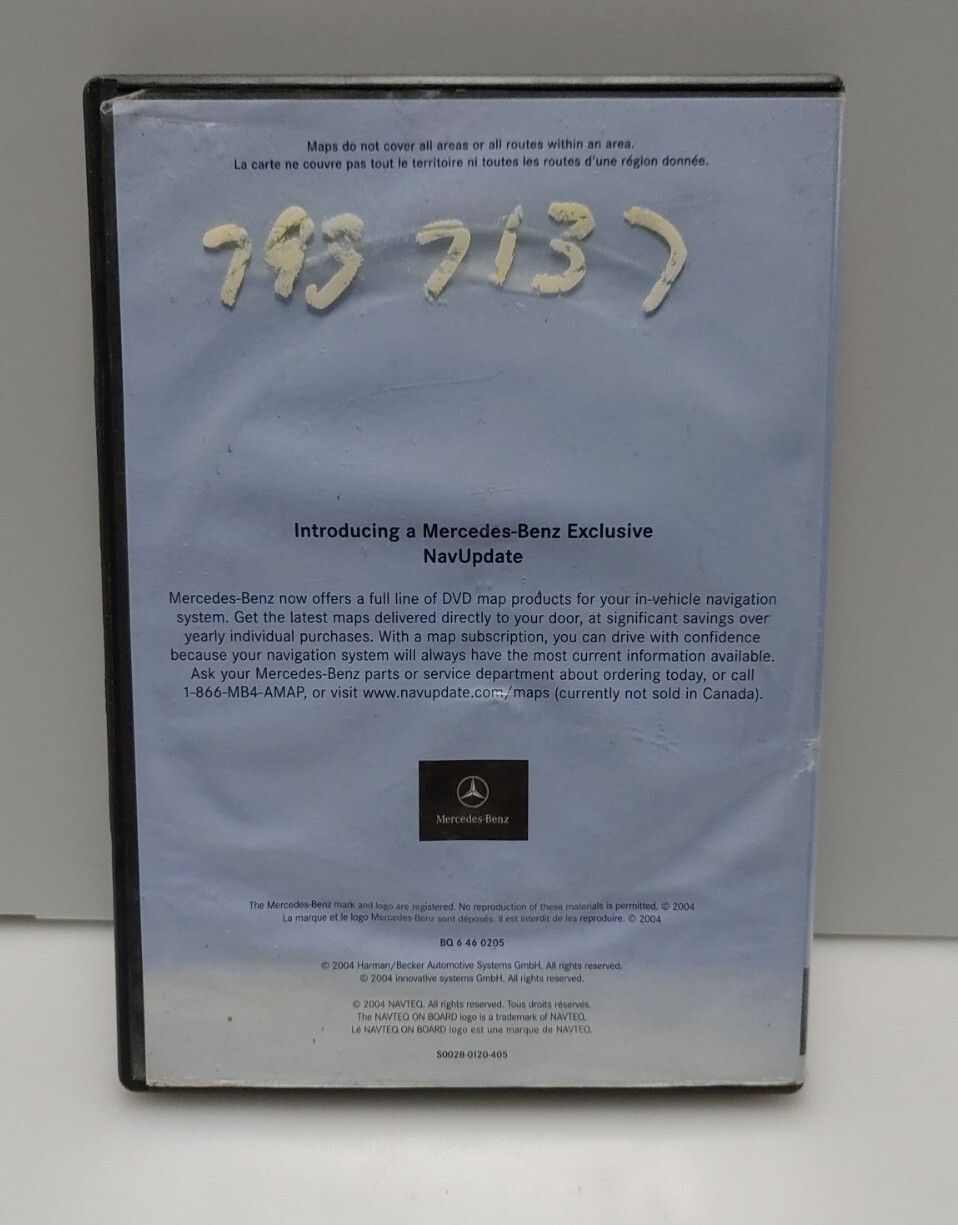 Maps do not cover all areas or all routes within an area.
La carte ne couvre pas tout le territoire ni toutes les routes d'une région donnée.
793 7137
Introducing a Mercedes-Benz Exclusive
NavUpdate
Mercedes-Benz now offers a full line of DVD map products for your in-vehicle navigation
system. Get the latest maps delivered directly to your door, at significant savings over
yearly individual purchases. With a map subscription, you can drive with confidence
because your navigation system will always have the most current information available.
Ask your Mercedes-Benz parts or service department about ordering today, or call
1-866-MB4-AMAP, or visit www.navupdate.com/maps (currently not sold in Canada).
Mercedes-Benz
The Mercedes-Benz mark and logo are registered. No reproduction of these materials is permitted. © 2004
La marque et le logo Mercedes-Benz sont déposés. Il est interdit de les reproduire. © 2004
BQ 6 46 0205
© 2004 Harman/Becker Automotive Systems GmbH. All rights reserved.
© 2004 innovative systems GmbH. All rights reserved.
© 2004 NAVTEQ. All rights reserved. Tous droits réservés.
The NAVTEQ ON BOARD logo is a trademark of NAVTEQ.
Le NAVTEQ ON BOARD logo est une marque de NAVTEQ.
S0028-0120-405